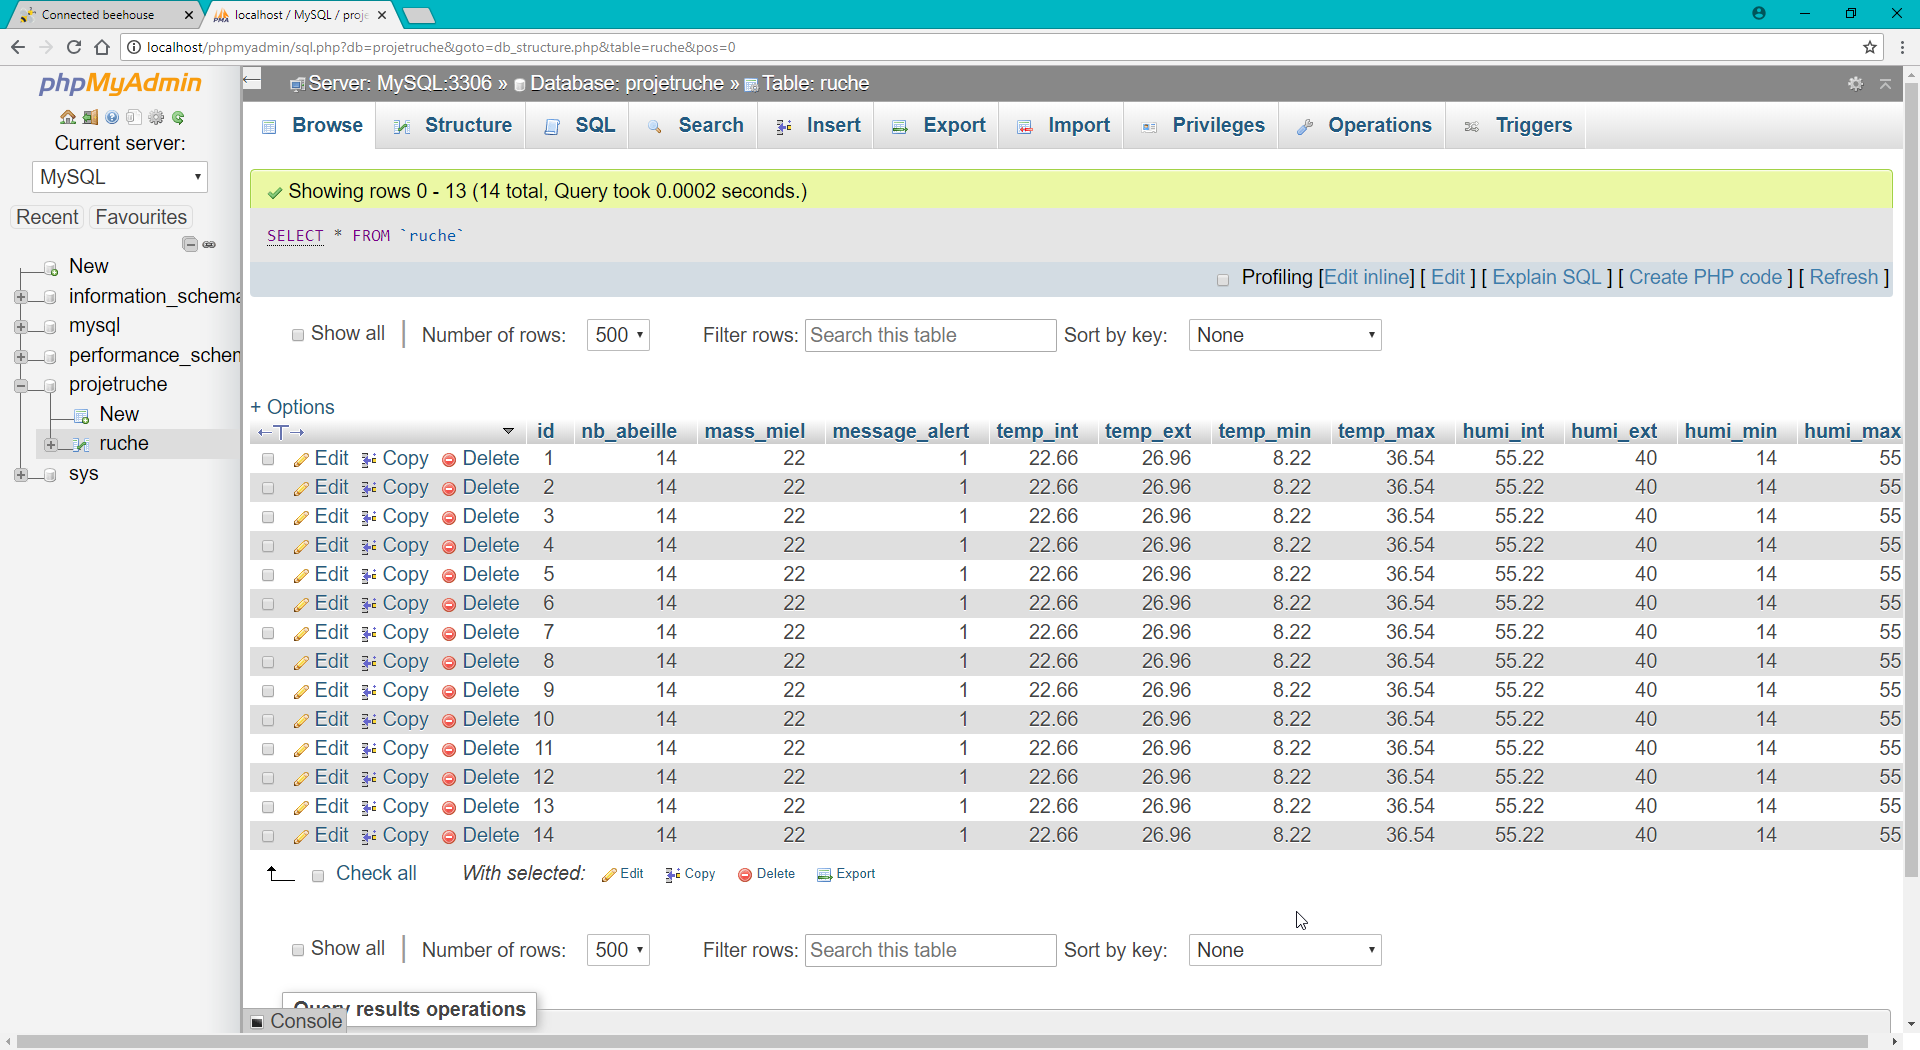 Connected beehouse
localhost / MySQL / proje
localhost/phpmyadmin/sql.php?db=projetruche&goto=db_structure.php&table=ruche&pos=0
phpMyAdmin
Current server:
MySQL
Recent Favourites
New
information_schema
mysql
performance_schem
projetruche
New
ruche
sys
Server: MySQL:3306 » Database: projetruche » Table: ruche
Browse Structure SQL Search Insert Export Import Privileges Operations Triggers
Showing rows 0 - 13 (14 total, Query took 0.0002 seconds.)
SELECT * FROM `ruche`
Profiling [Edit inline] [ Edit ] [ Explain SQL ] [ Create PHP code ] [ Refresh ]
Show all Number of rows: 500 Filter rows: Search this table Sort by key: None
+ Options
←T→ id nb_abeille mass_miel message_alert temp_int temp_ext temp_min temp_max humi_int humi_ext humi_min humi_max
Edit Copy Delete 1 14 22 1 22.66 26.96 8.22 36.54 55.22 40 14 55
Edit Copy Delete 2 14 22 1 22.66 26.96 8.22 36.54 55.22 40 14 55
Edit Copy Delete 3 14 22 1 22.66 26.96 8.22 36.54 55.22 40 14 55
Edit Copy Delete 4 14 22 1 22.66 26.96 8.22 36.54 55.22 40 14 55
Edit Copy Delete 5 14 22 1 22.66 26.96 8.22 36.54 55.22 40 14 55
Edit Copy Delete 6 14 22 1 22.66 26.96 8.22 36.54 55.22 40 14 55
Edit Copy Delete 7 14 22 1 22.66 26.96 8.22 36.54 55.22 40 14 55
Edit Copy Delete 8 14 22 1 22.66 26.96 8.22 36.54 55.22 40 14 55
Edit Copy Delete 9 14 22 1 22.66 26.96 8.22 36.54 55.22 40 14 55
Edit Copy Delete 10 14 22 1 22.66 26.96 8.22 36.54 55.22 40 14 55
Edit Copy Delete 11 14 22 1 22.66 26.96 8.22 36.54 55.22 40 14 55
Edit Copy Delete 12 14 22 1 22.66 26.96 8.22 36.54 55.22 40 14 55
Edit Copy Delete 13 14 22 1 22.66 26.96 8.22 36.54 55.22 40 14 55
Edit Copy Delete 14 14 22 1 22.66 26.96 8.22 36.54 55.22 40 14 55
Check all With selected: Edit Copy Delete Export
Show all Number of rows: 500 Filter rows: Search this table Sort by key: None
Query results operations
Console